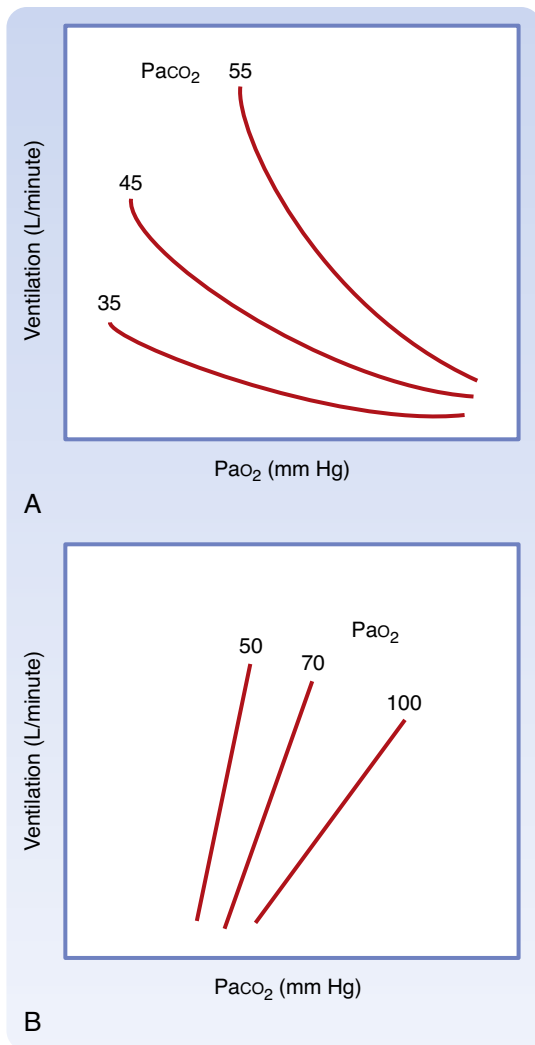 PaCO₂ 55
45
35
Ventilation (L/minute)
PaO₂ (mm Hg)
A
PaO₂
50
70
100
Ventilation (L/minute)
PaCO₂ (mm Hg)
B